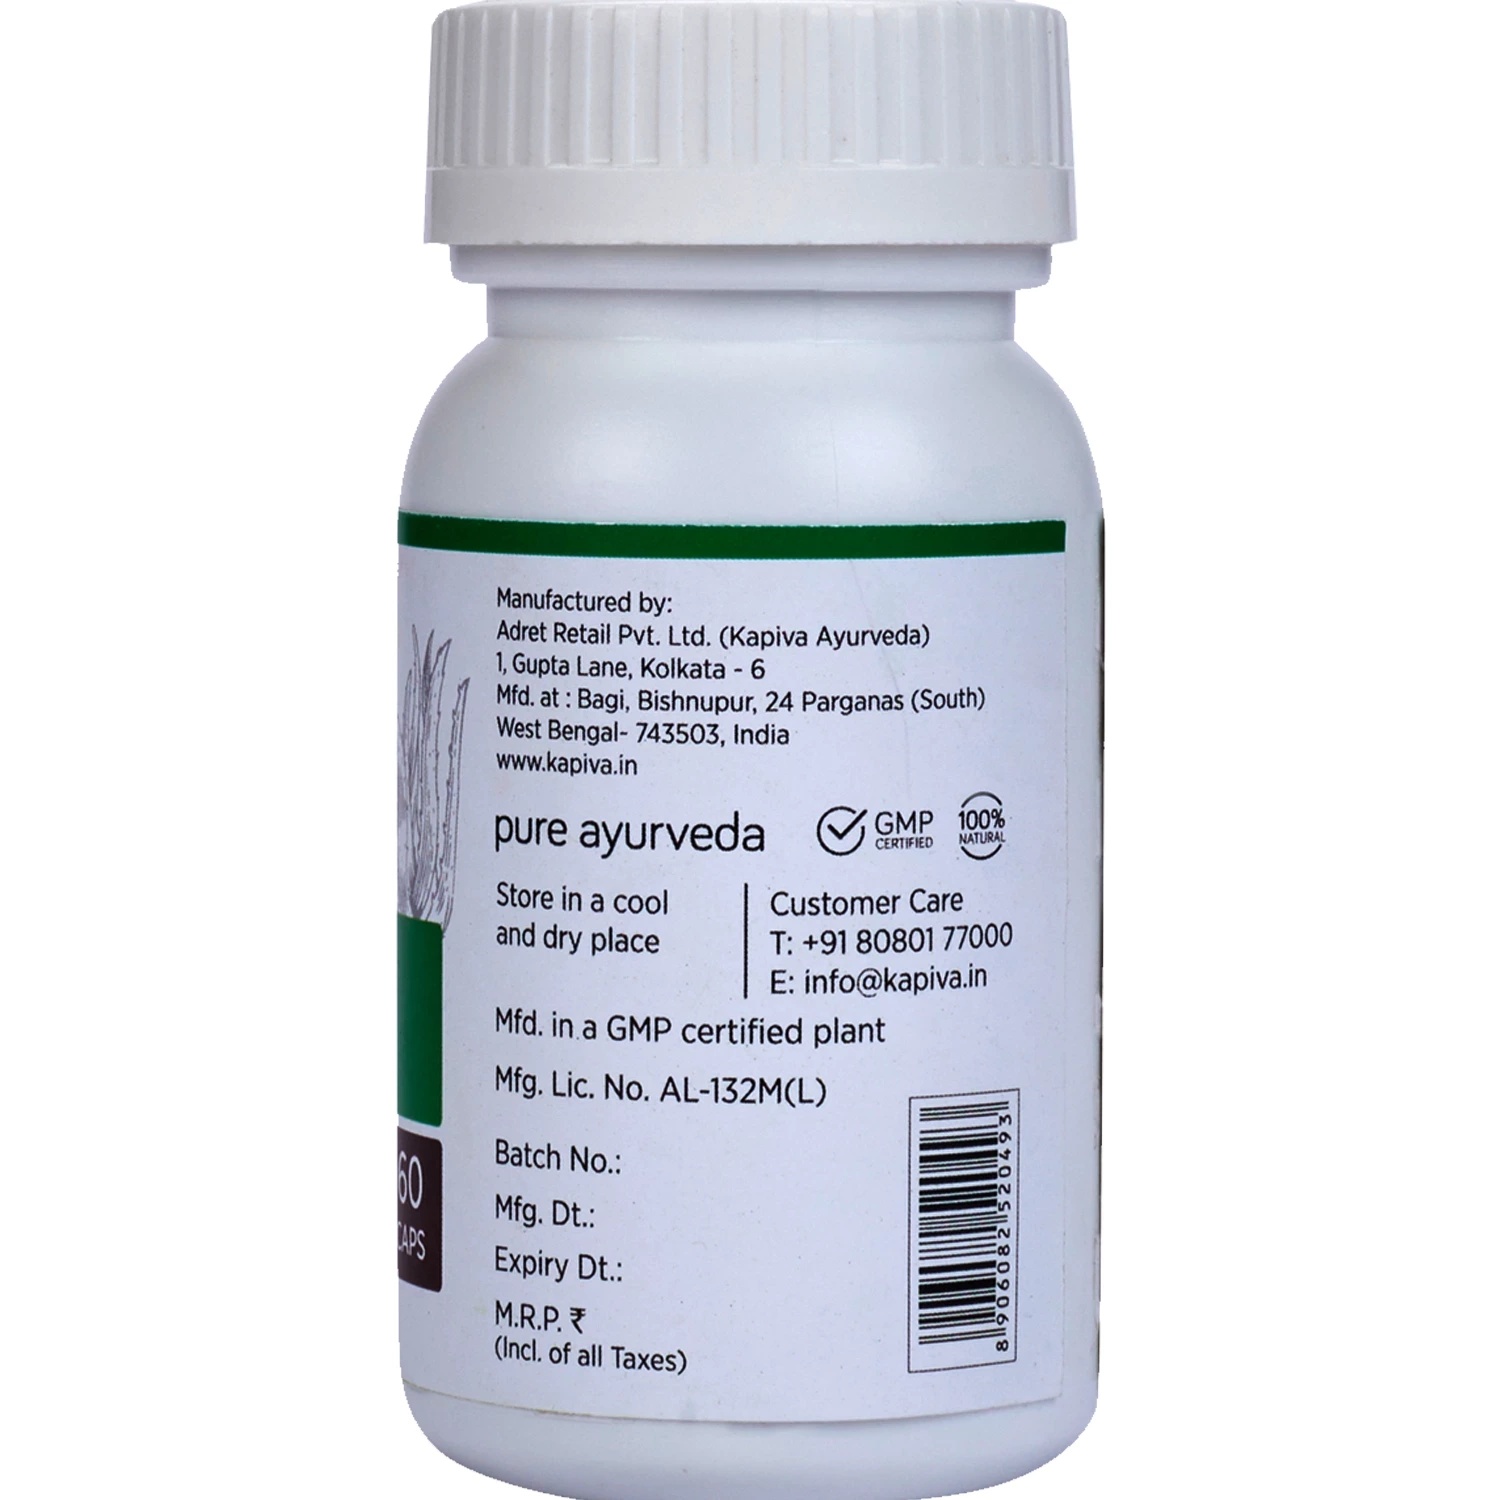 Manufactured by:
Adret Retail Pvt. Ltd. (Kapiva Ayurveda)
1, Gupta Lane, Kolkata - 6
Mfd. at : Bagi, Bishnupur, 24 Parganas (South)
West Bengal- 743503, India
www.kapiva.in
pure ayurveda
GMP
CERTIFIED
100%
NATURAL
Store in a cool
and dry place
Customer Care
T: +91 80801 77000
E: info@kapiva.in
Mfd. in a GMP certified plant
Mfg. Lic. No. AL-132M(L)
Batch No.:
Mfg. Dt.:
Expiry Dt.:
M.R.P. ₹
(Incl. of all Taxes)
60
CAPS
8 906082 520493